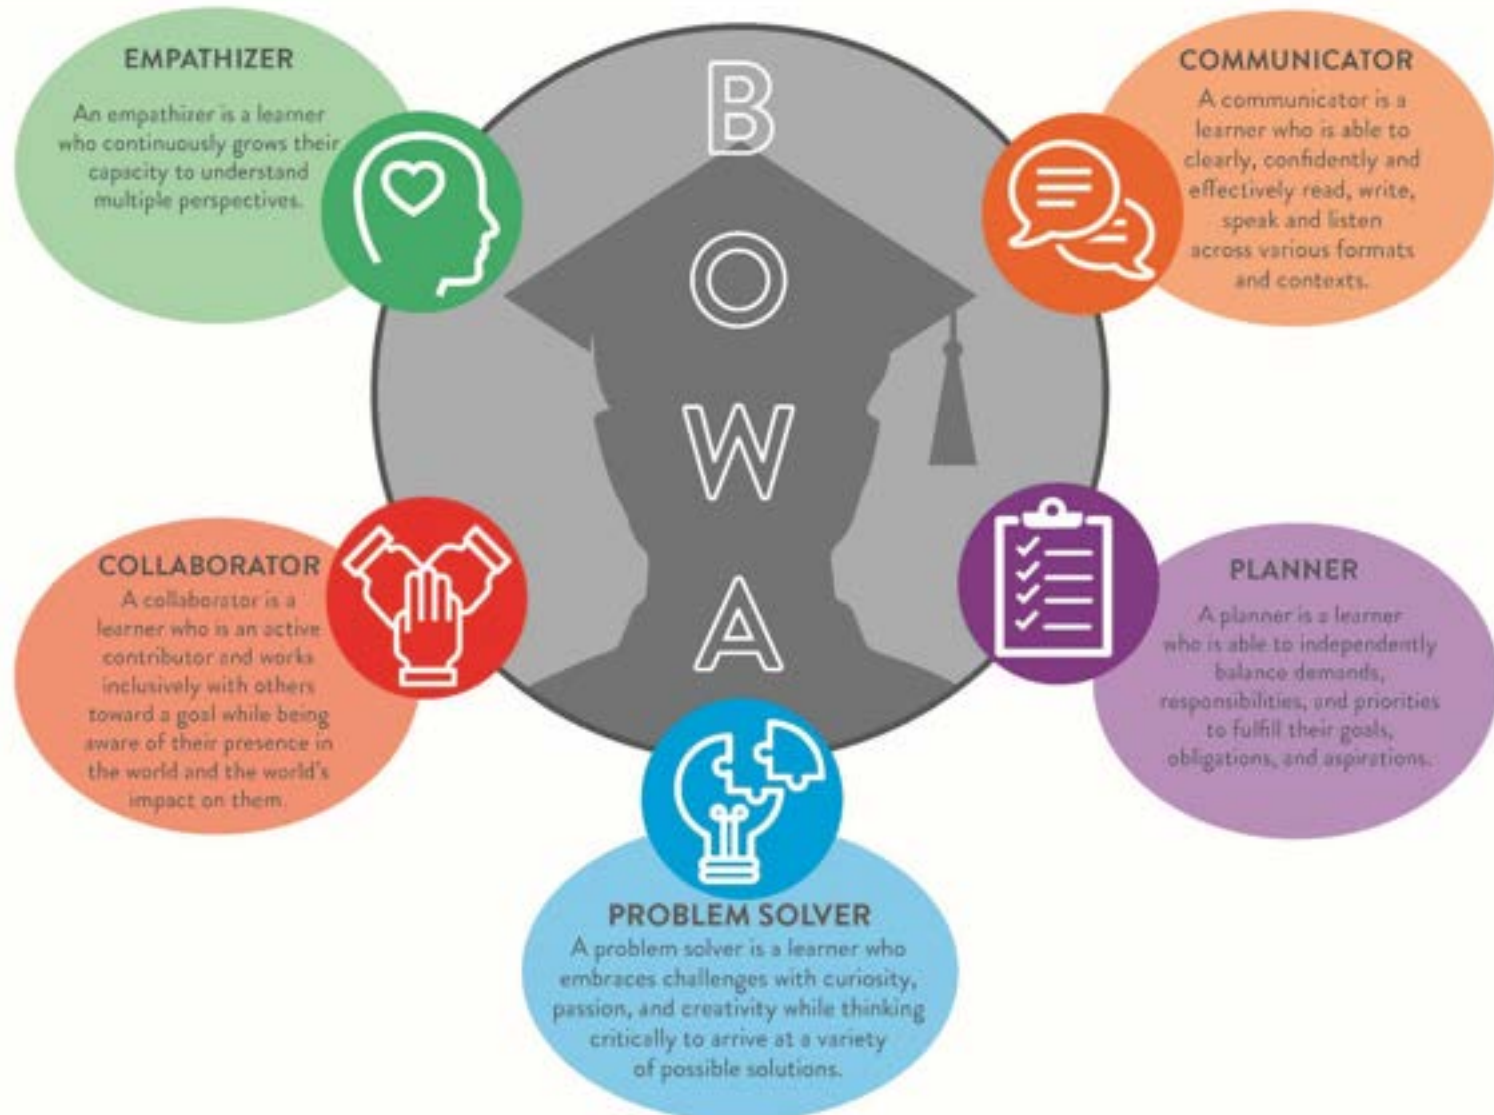 EMPATHIZER
An empathizer is a learner
who continuously grows their
capacity to understand
multiple perspectives.
B
O
W
A
COMMUNICATOR
A communicator is a
learner who is able to
clearly, confidently and
effectively read, write,
speak and listen
across various formats
and contexts.
COLLABORATOR
A collaborator is a
learner who is an active
contributor and works
inclusively with others
toward a goal while being
aware of their presence in
the world and the world's
impact on them.
PLANNER
A planner is a learner
who is able to independently
balance demands,
responsibilities, and priorities
to fulfill their goals,
obligations, and aspirations.
PROBLEM SOLVER
A problem solver is a learner who
embraces challenges with curiosity,
passion, and creativity while thinking
critically to arrive at a variety
of possible solutions.